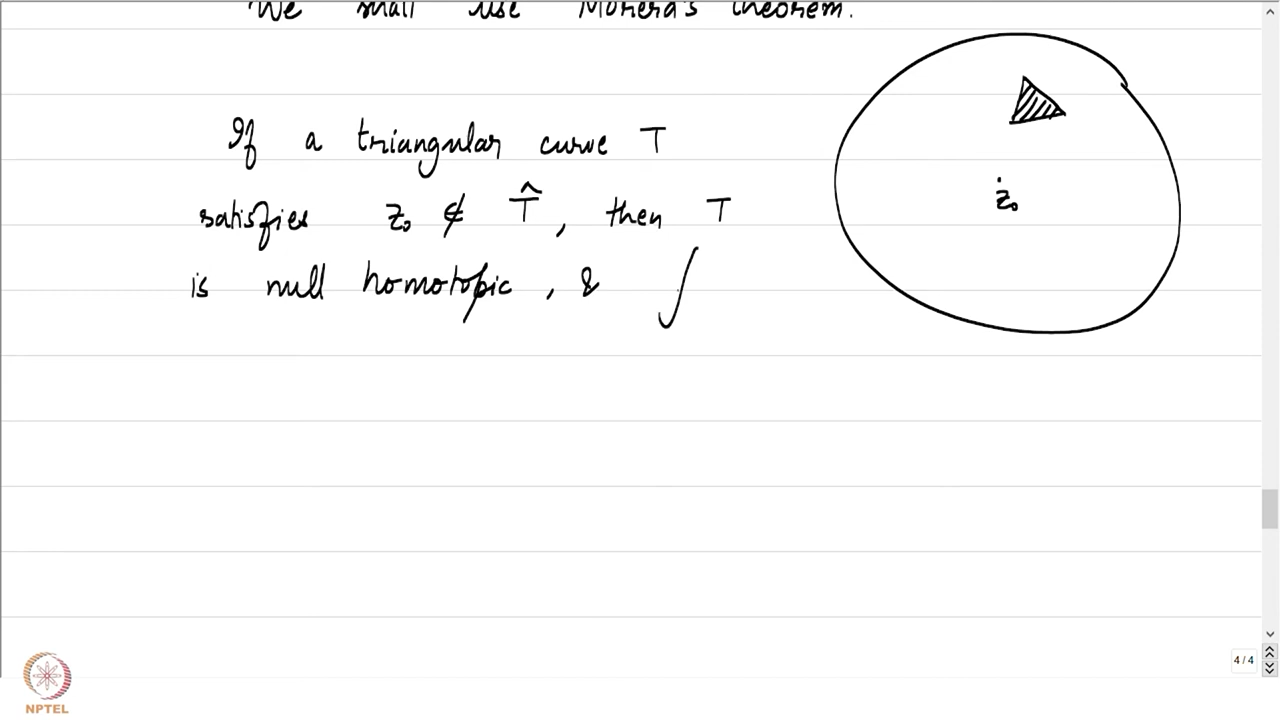 We shall use Morera's theorem.
If a triangular curve T
satisfies z₀ ∉ T̂, then T
is null homotopic, & ∫
z₀
4 / 4
NPTEL